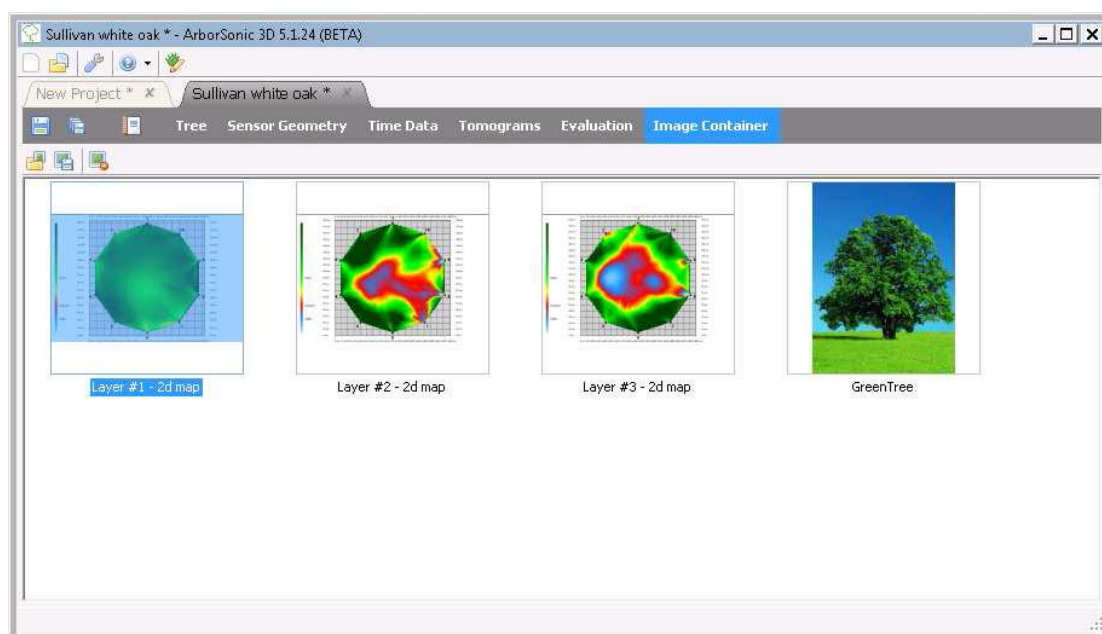 Sullivan white oak * - ArborSonic 3D 5.1.24 (BETA)
New Project * Sullivan white oak *
Tree Sensor Geometry Time Data Tomograms Evaluation Image Container
Layer #1 - 2d map Layer #2 - 2d map Layer #3 - 2d map GreenTree